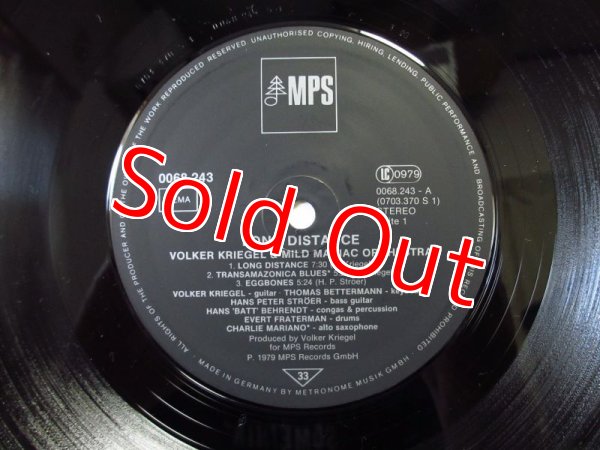 ALL RIGHTS OF THE PRODUCER AND OF THE OWNER OF THE WORK REPRODUCED RESERVED. UNAUTHORISED COPYING, HIRING, LENDING, PUBLIC PERFORMANCE AND BROADCASTING OF THIS RECORD PROHIBITED
MPS
0068.243
LC 0979
0068.243 - A
(0703.370 S 1)
STEREO
1
DISTANCE
VOLKER KRIEGEL & MILD MANIAC ORCHESTRA
1. LONG DISTANCE 7:30
2. TRANSAMAZONICA BLUES*
3. EGGBONES 5:24 (H. P. Ströer)
VOLKER KRIEGEL - guitar · THOMAS BETTERMANN -
HANS PETER STRÖER - bass guitar
HANS 'BATT' BEHRENDT - congas & percussion
EVERT FRATERMAN - drums
CHARLIE MARIANO* - alto saxophone
Produced by Volker Kriegel
for MPS Records
P. 1979 MPS Records GmbH
33
MADE IN GERMANY BY METRONOME MUSIK GMBH
Sold Out